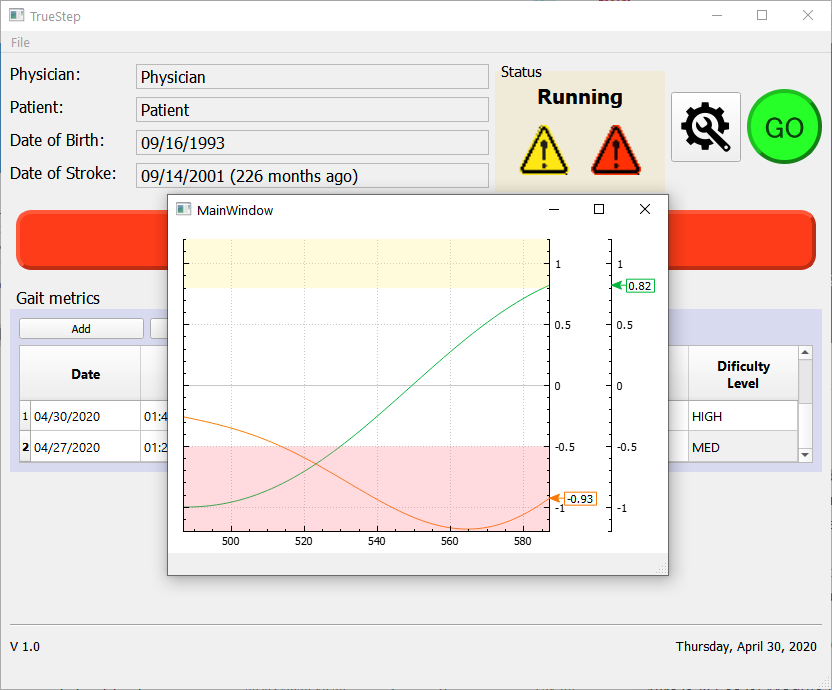 TrueStep
File
Physician: Physician
Patient: Patient
Date of Birth: 09/16/1993
Date of Stroke: 09/14/2001 (226 months ago)
Status
Running
GO
MainWindow
1 1
0.82
0.5 0.5
0 0
-0.5 -0.5
-0.93
-1 -1
500 520 540 560 580
Gait metrics
Add
Date
Dificulty
Level
1 04/30/2020 01:4 HIGH
2 04/27/2020 01:2 MED
V 1.0
Thursday, April 30, 2020